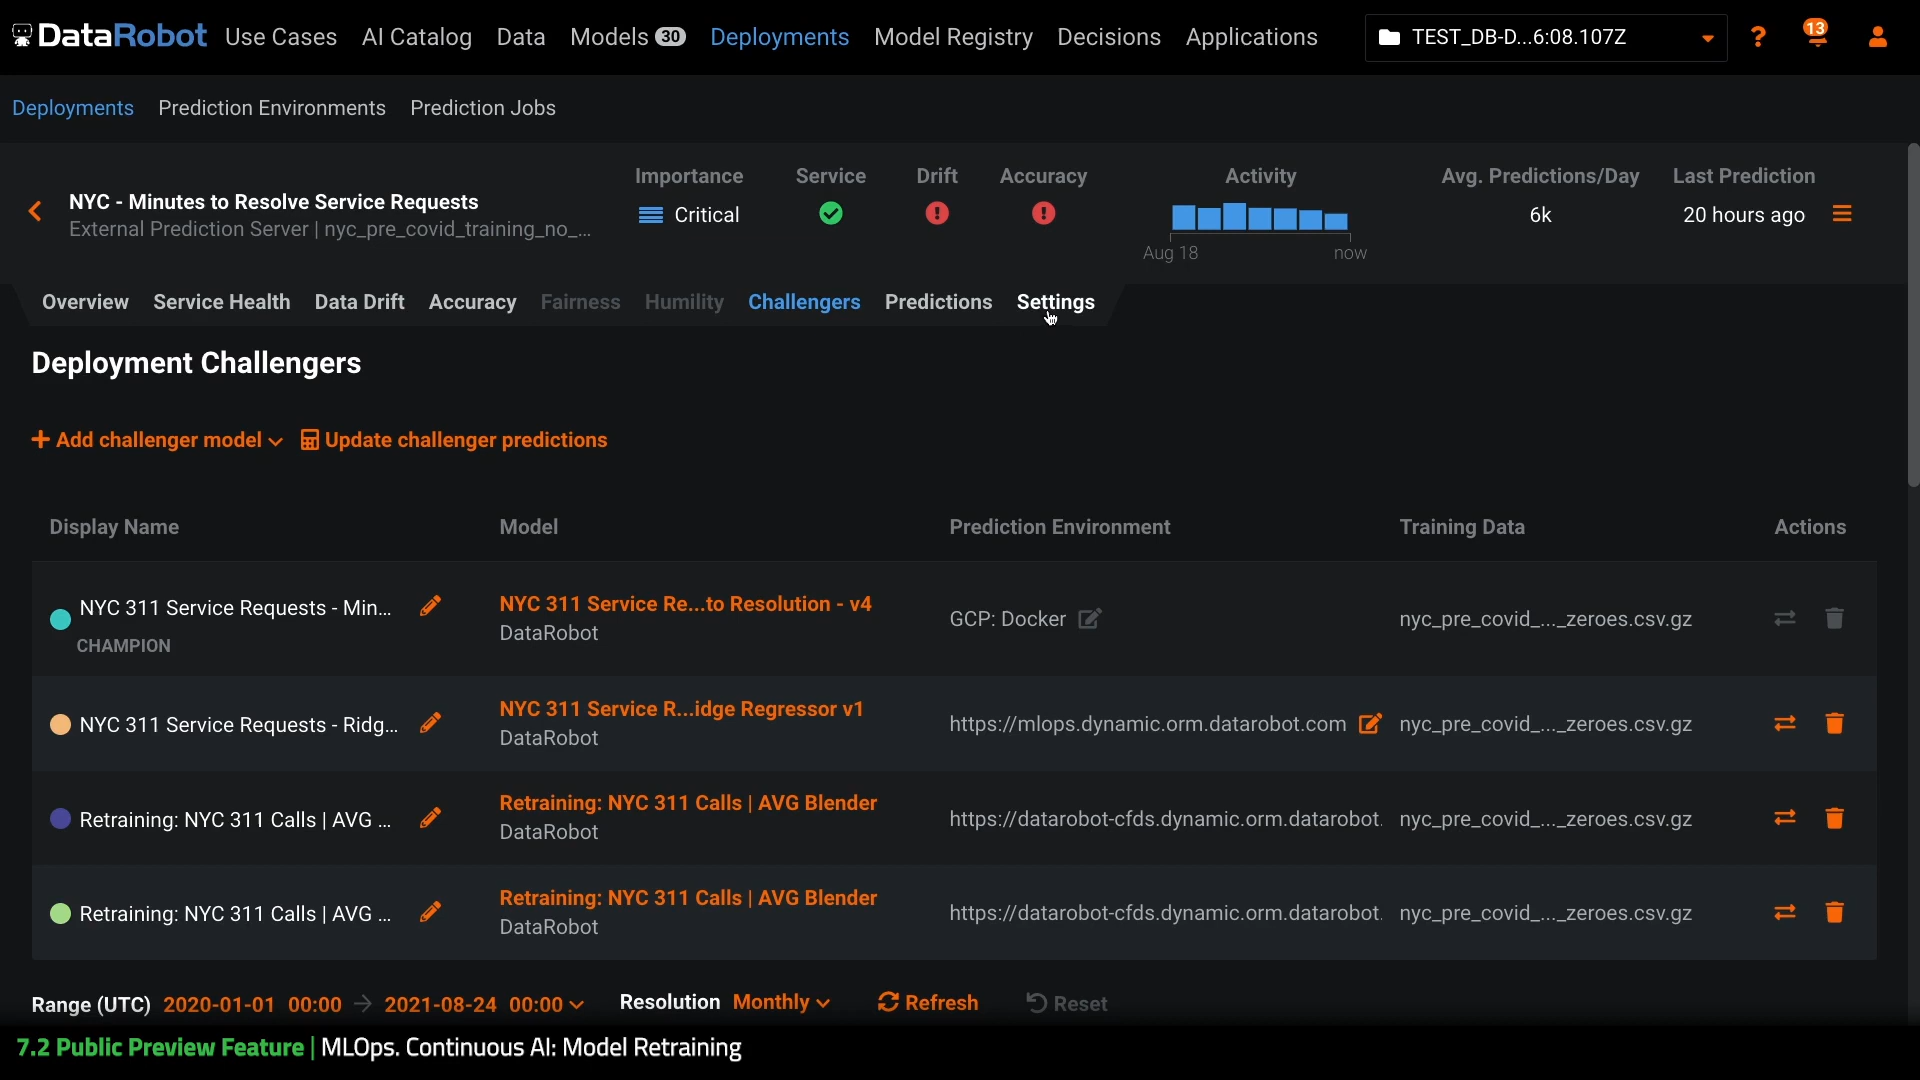 DataRobot Use Cases AI Catalog Data Models 30 Deployments Model Registry Decisions Applications TEST_DB-D...6:08.107Z ? 13
Deployments Prediction Environments Prediction Jobs
Importance Service Drift Accuracy Activity Avg. Predictions/Day Last Prediction
NYC - Minutes to Resolve Service Requests
External Prediction Server | nyc_pre_covid_training_no_...
Critical 6k 20 hours ago
Aug 18 now
Overview Service Health Data Drift Accuracy Fairness Humility Challengers Predictions Settings
Deployment Challengers
+ Add challenger model Update challenger predictions
Display Name Model Prediction Environment Training Data Actions
NYC 311 Service Requests - Min... NYC 311 Service Re...to Resolution - v4 GCP: Docker nyc_pre_covid_..._zeroes.csv.gz
CHAMPION DataRobot
NYC 311 Service Requests - Ridg... NYC 311 Service R...idge Regressor v1 https://mlops.dynamic.orm.datarobot.com nyc_pre_covid_..._zeroes.csv.gz
DataRobot
Retraining: NYC 311 Calls | AVG ... Retraining: NYC 311 Calls | AVG Blender https://datarobot-cfds.dynamic.orm.datarobot. nyc_pre_covid_..._zeroes.csv.gz
DataRobot
Retraining: NYC 311 Calls | AVG ... Retraining: NYC 311 Calls | AVG Blender https://datarobot-cfds.dynamic.orm.datarobot. nyc_pre_covid_..._zeroes.csv.gz
DataRobot
Range (UTC) 2020-01-01 00:00 → 2021-08-24 00:00 Resolution Monthly Refresh Reset
7.2 Public Preview Feature | MLOps. Continuous AI: Model Retraining